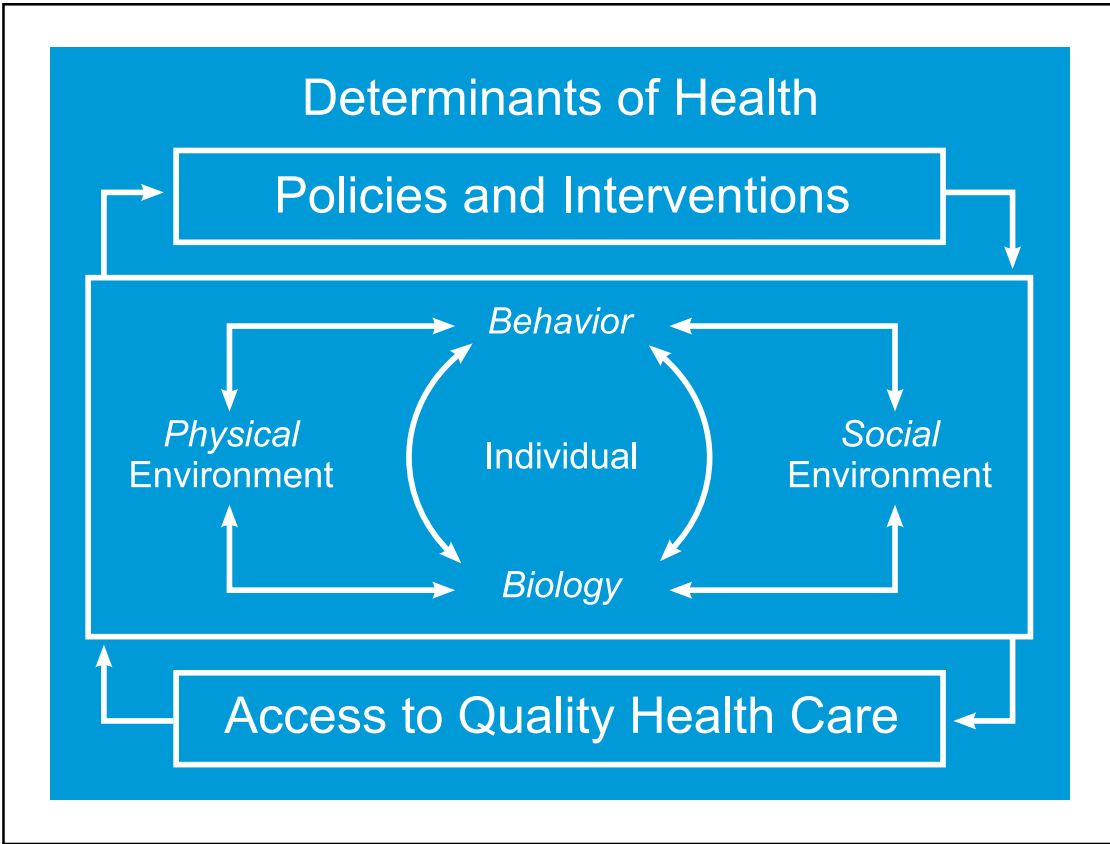 Determinants of Health
Policies and Interventions
Behavior
Physical
Environment
Individual
Social
Environment
Biology
Access to Quality Health Care